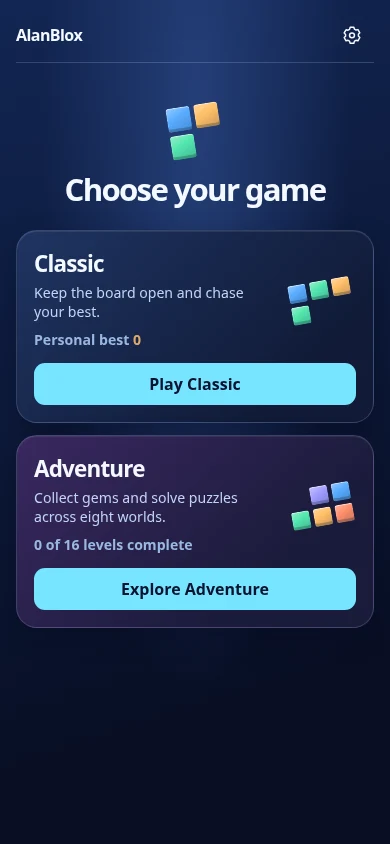 AlanBlox
Choose your game
Classic
Keep the board open and chase
your best.
Personal best 0
Play Classic
Adventure
Collect gems and solve puzzles
across eight worlds.
0 of 16 levels complete
Explore Adventure